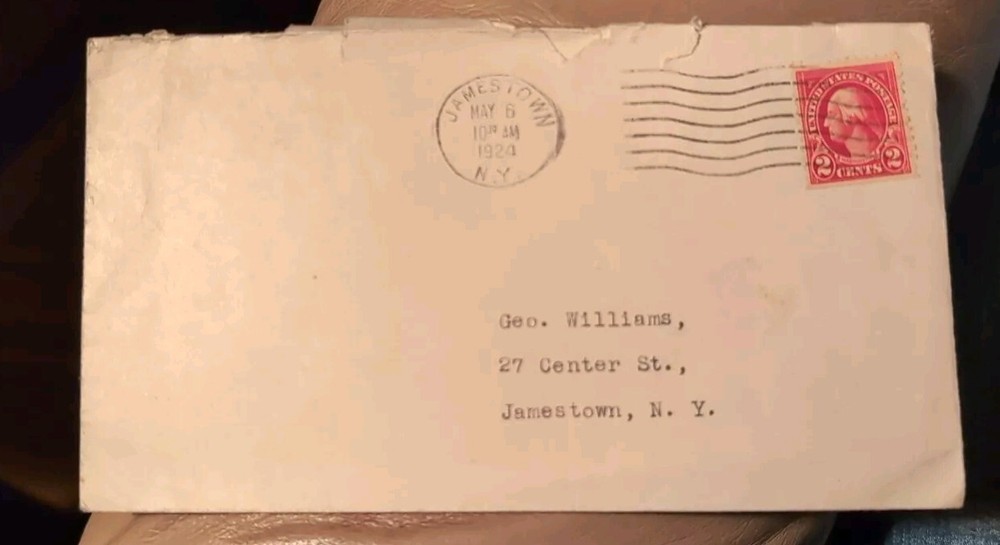 JAMESTOWN
MAY 6
10 AM
1924
N.Y.
UNITED STATES POSTAGE
2 CENTS 2
Geo. Williams,
27 Center St.,
Jamestown, N. Y.